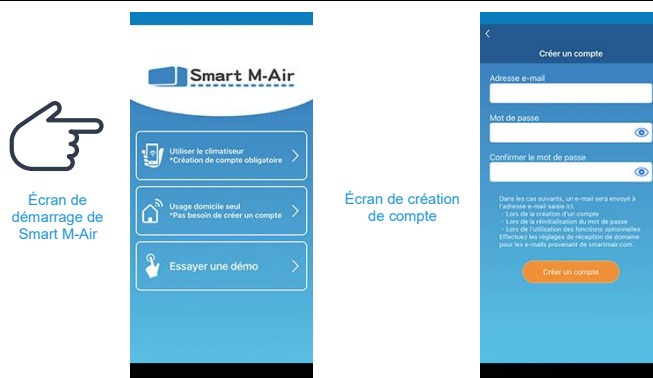 Écran de
démarrage de
Smart M-Air
Smart M-Air
Utiliser le climatiseur
*Création de compte obligatoire
Usage domicile seul
*Pas besoin de créer un compte
Essayer une démo
Écran de création
de compte
Créer un compte
Adresse e-mail
Mot de passe
Confirmer le mot de passe
Dans les cas suivants, un e-mail sera envoyé à
l'adresse e-mail saisie ici.
・Lors de la création d'un compte
・Lors de la réinitialisation du mot de passe
・Lors de l'utilisation des fonctions optionnelles
Effectuez les réglages de réception de domaine
pour les e-mails provenant de smartmair.com.
Créer un compte